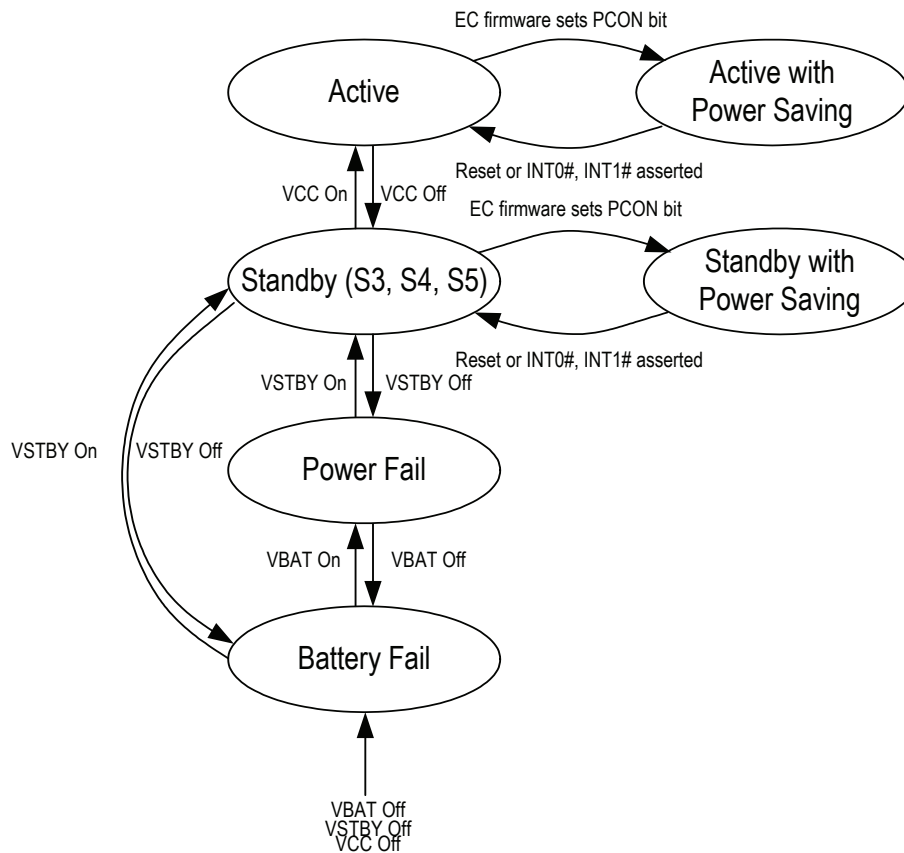 EC firmware sets PCON bit
Active
Active with
Power Saving
Reset or INT0#, INT1# asserted
VCC On
VCC Off
EC firmware sets PCON bit
Standby (S3, S4, S5)
Standby with
Power Saving
Reset or INT0#, INT1# asserted
VSTBY On
VSTBY Off
VSTBY On
VSTBY Off
Power Fail
VBAT On
VBAT Off
Battery Fail
VBAT Off
VSTBY Off
VCC Off